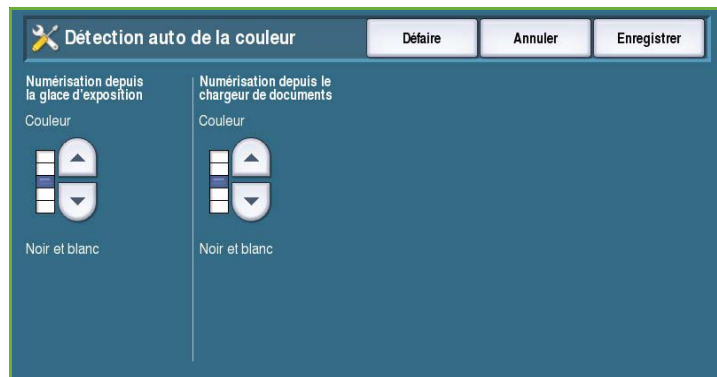 Détection auto de la couleur
Défaire
Annuler
Enregistrer
Numérisation depuis
la glace d'exposition
Couleur
Noir et blanc
Numérisation depuis le
chargeur de documents
Couleur
Noir et blanc